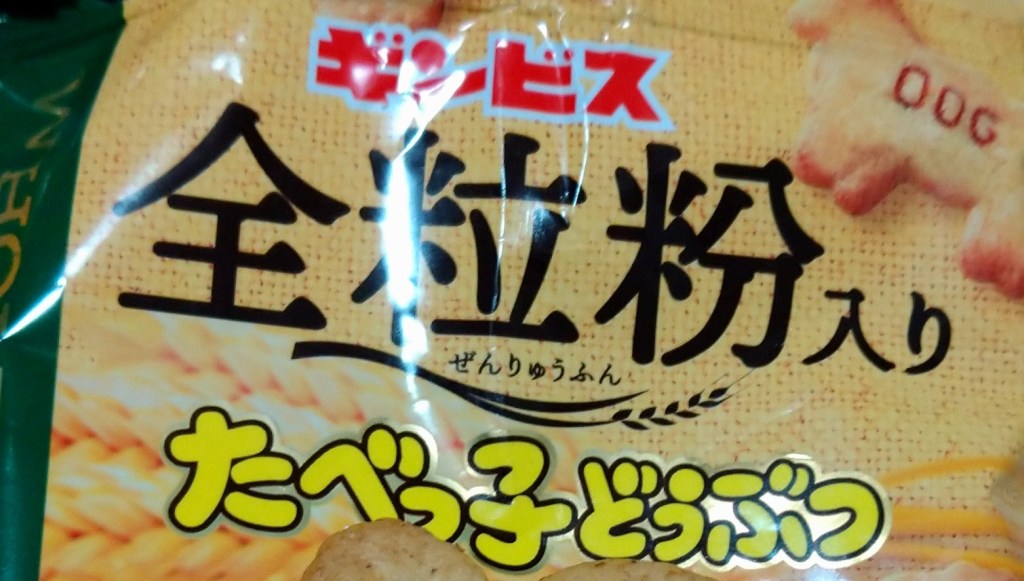 ギンビス
DOG
全粒粉入り
ぜんりゅうふん
たべっ子どうぶつ